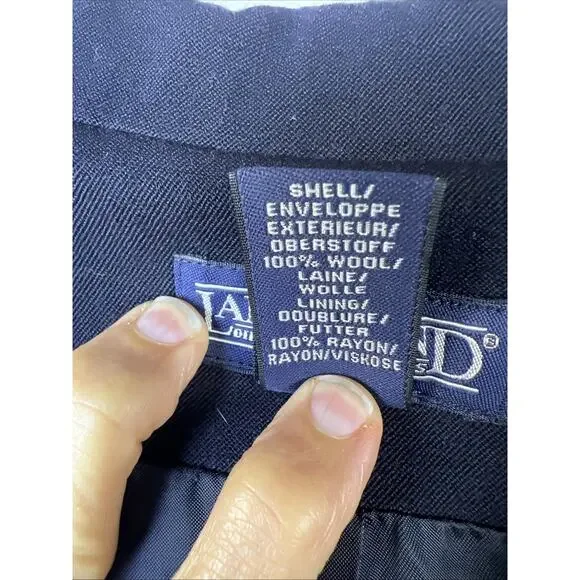 SHELL/
ENVELOPPE
EXTERIEUR/
OBERSTOFF
100% WOOL/
LAINE/
WOLLE
LINING/
DOUBLURE/
FUTTER
100% RAYON/
RAYON/VISKOSE